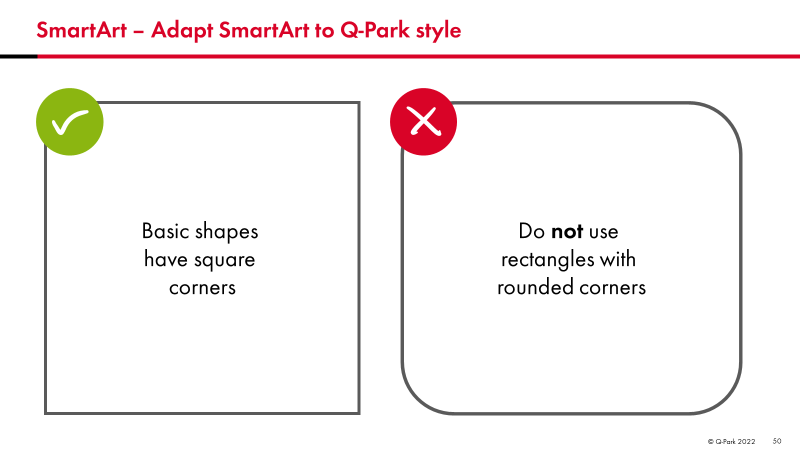 SmartArt – Adapt SmartArt to Q-Park style
Basic shapes
have square
corners
Do not use
rectangles with
rounded corners
© Q-Park 2022
50